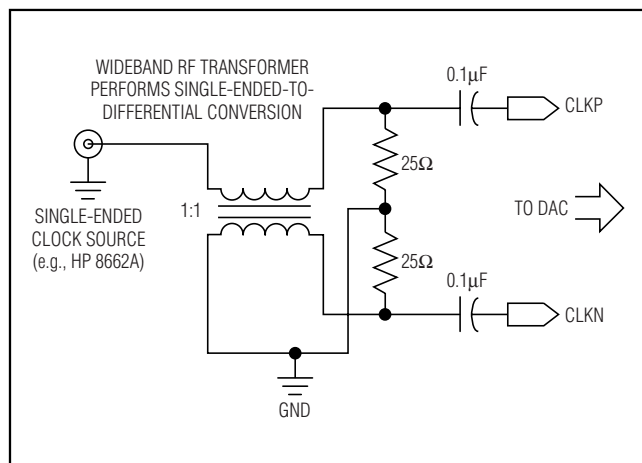 WIDEBAND RF TRANSFORMER
PERFORMS SINGLE-ENDED-TO-
DIFFERENTIAL CONVERSION
0.1μF
CLKP
25Ω
SINGLE-ENDED
CLOCK SOURCE
(e.g., HP 8662A)
1:1
TO DAC
25Ω
0.1μF
CLKN
GND